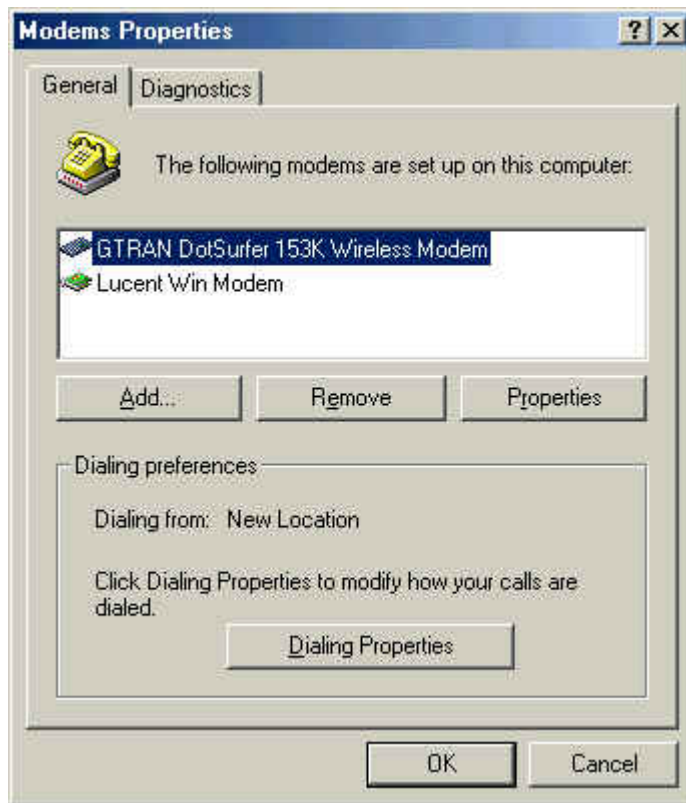 Modems Properties
General Diagnostics
The following modems are set up on this computer:
GTRAN DotSurfer 153K Wireless Modem
Lucent Win Modem
Add... Remove Properties
Dialing preferences
Dialing from: New Location
Click Dialing Properties to modify how your calls are
dialed.
Dialing Properties
OK Cancel